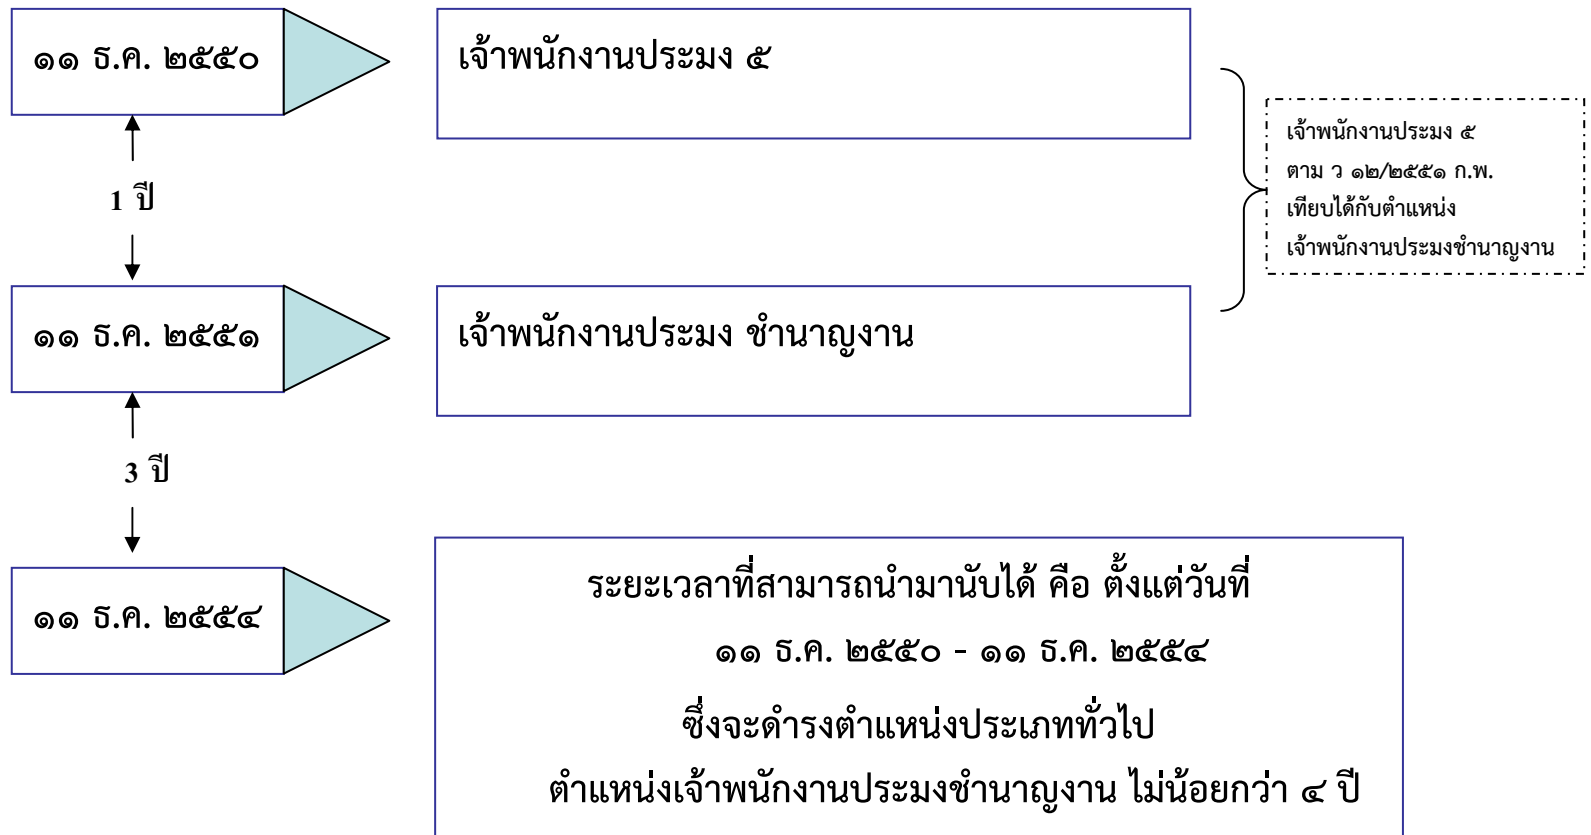 ๑๑ ธ.ค. ๒๕๕๐
เจ้าพนักงานประมง ๕
เจ้าพนักงานประมง ๕
ตาม ว ๑๒/๒๕๕๑ ก.พ.
เทียบได้กับตำแหน่ง
เจ้าพนักงานประมงชำนาญงาน
1 ปี
๑๑ ธ.ค. ๒๕๕๑
เจ้าพนักงานประมง ชำนาญงาน
3 ปี
๑๑ ธ.ค. ๒๕๕๔
ระยะเวลาที่สามารถนำมานับได้ คือ ตั้งแต่วันที่
๑๑ ธ.ค. ๒๕๕๐ - ๑๑ ธ.ค. ๒๕๕๔
ซึ่งจะดำรงตำแหน่งประเภททั่วไป
ตำแหน่งเจ้าพนักงานประมงชำนาญงาน ไม่น้อยกว่า ๔ ปี